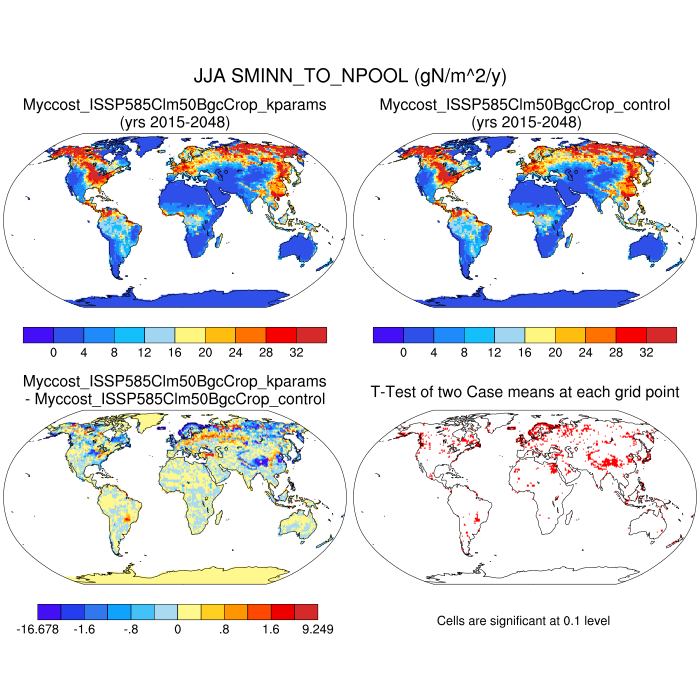 JJA SMINN_TO_NPOOL (gN/m^2/y)
Myccost_ISSP585Clm50BgcCrop_kparams
(yrs 2015-2048)
Myccost_ISSP585Clm50BgcCrop_control
(yrs 2015-2048)
0 4 8 12 16 20 24 28 32
0 4 8 12 16 20 24 28 32
Myccost_ISSP585Clm50BgcCrop_kparams
- Myccost_ISSP585Clm50BgcCrop_control
T-Test of two Case means at each grid point
-16.678 -1.6 -.8 0 .8 1.6 9.249
Cells are significant at 0.1 level